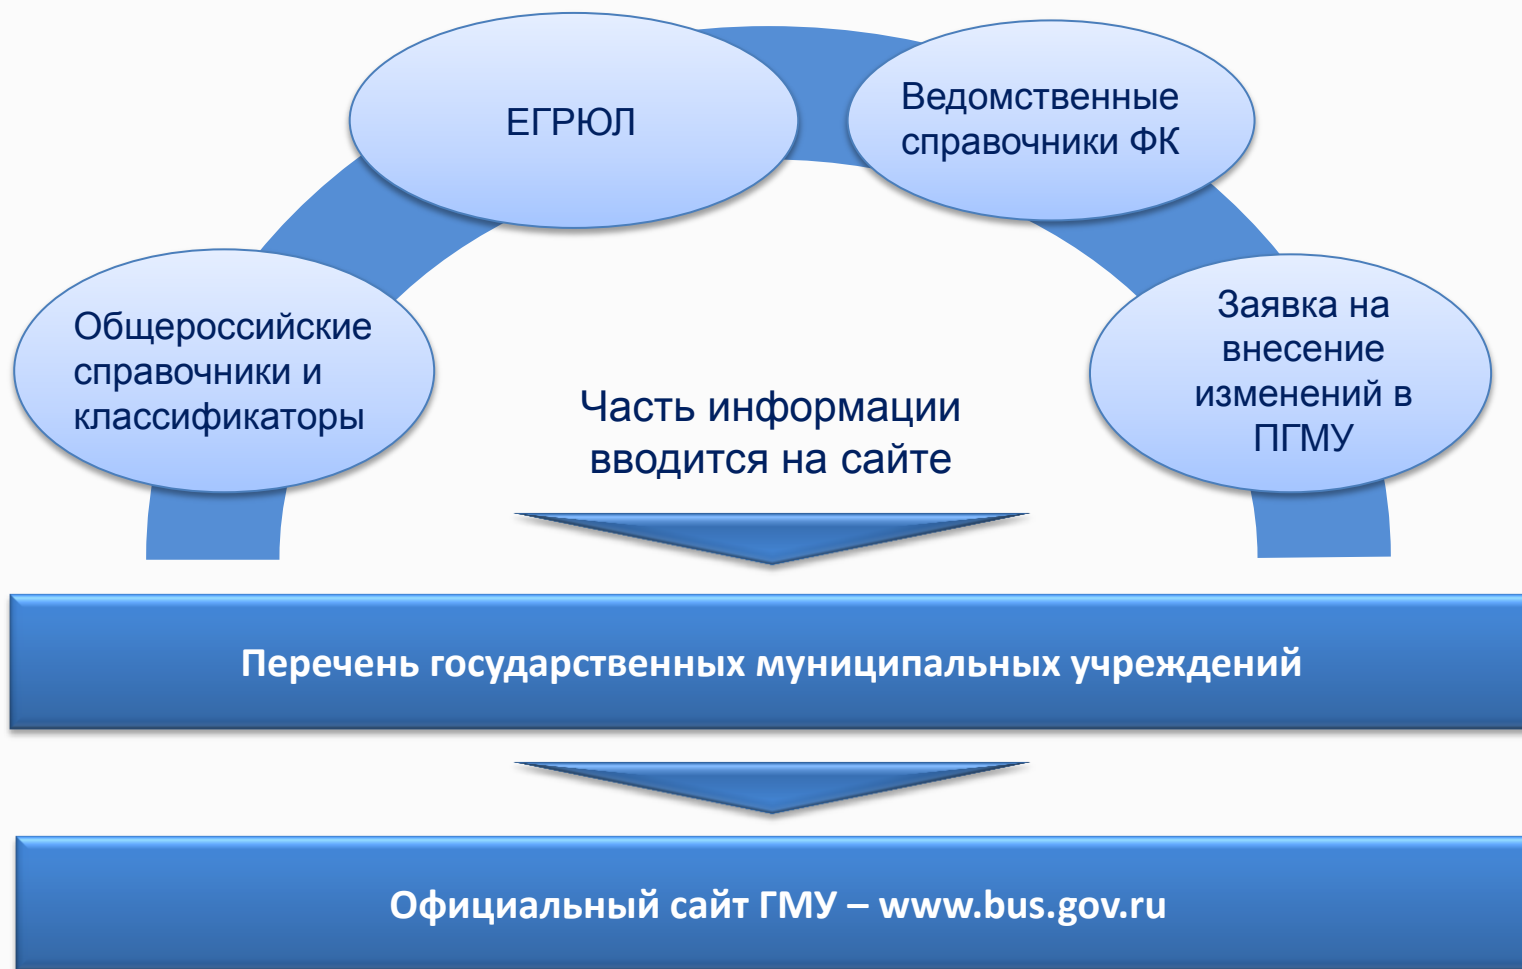 ЕГРЮЛ
Ведомственные
справочники ФК
Общероссийские
справочники и
классификаторы
Заявка на
внесение
изменений в
ПГМУ
Часть информации
вводится на сайте
Перечень государственных муниципальных учреждений
Официальный сайт ГМУ – www.bus.gov.ru